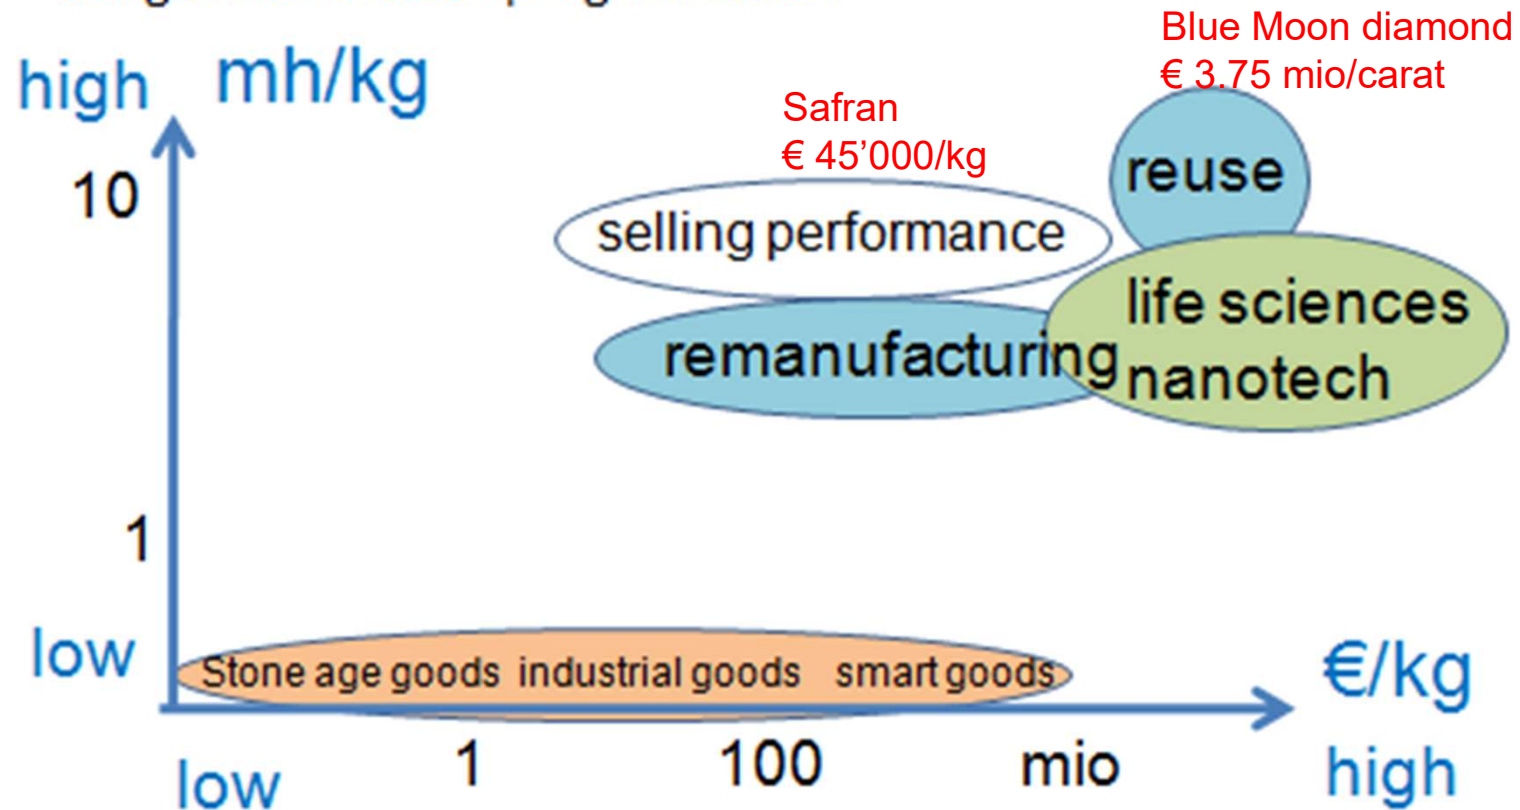 Blue Moon diamond
€ 3.75 mio/carat
high mh/kg
Safran
€ 45’000/kg
10
reuse
selling performance
life sciences
nanotech
remanufacturing
1
low
Stone age goods industrial goods smart goods
€/kg
low 1 100 mio high